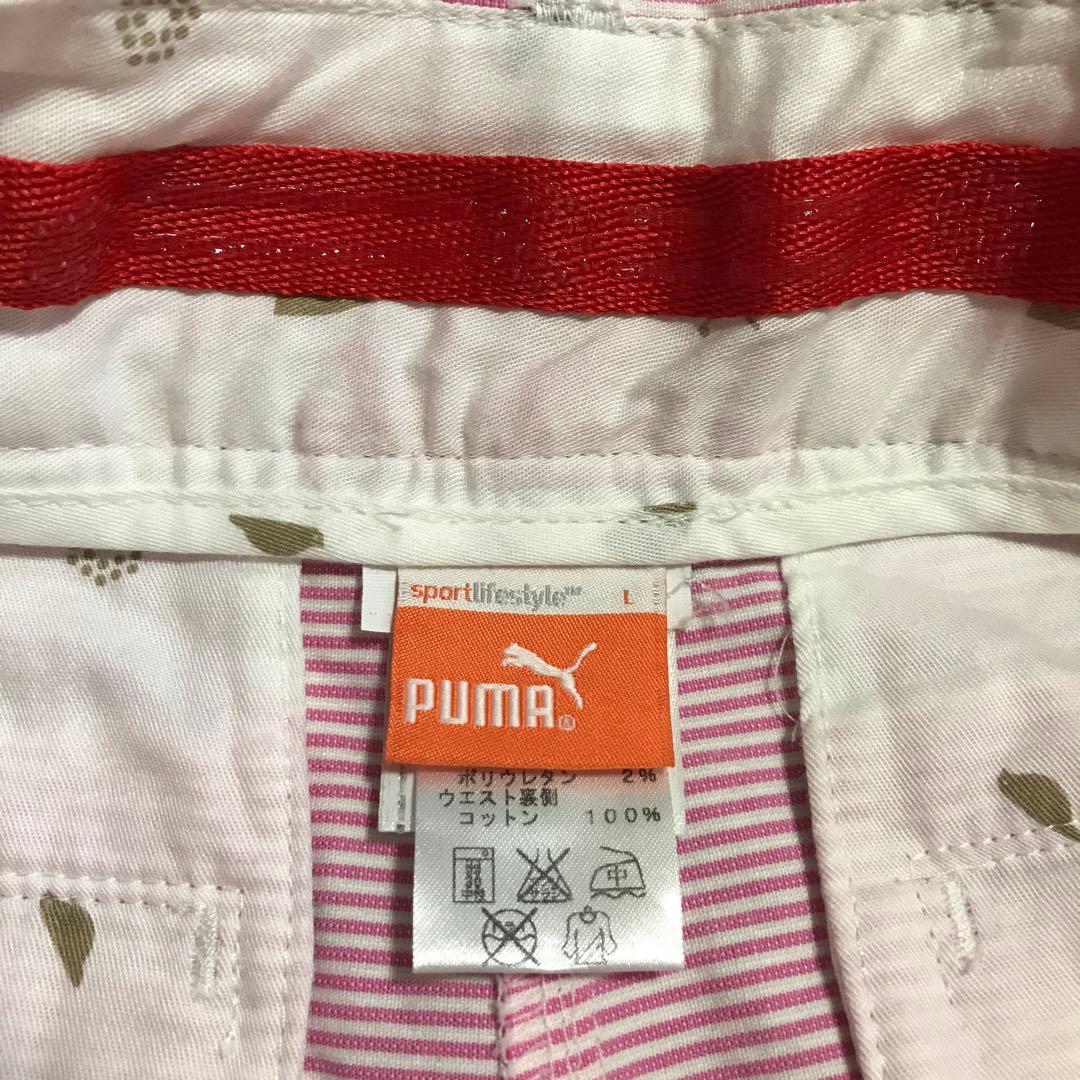 sportlifestyle™ L
PUMA®
ポリウレタン 2%
ウエスト裏側
コットン 100%
中